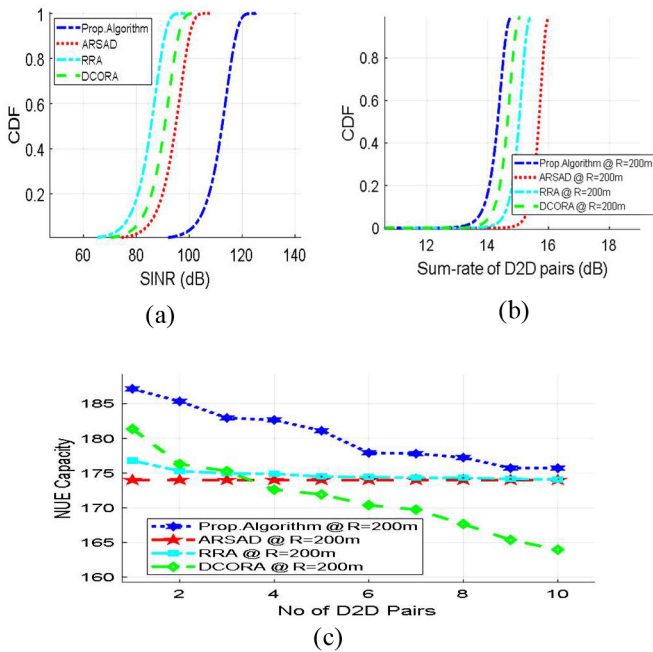 Prop.Algorithm
ARSAD
RRA
DCORA
1
0.8
0.6
0.4
0.2
CDF
60
80
100
120
140
SINR (dB)
(a)
0.8
0.6
0.4
0.2
0
CDF
Prop.Algorithm @ R=200m
ARSAD @ R=200m
RRA @ R=200m
DCORA @ R=200m
12
14
16
18
Sum-rate of D2D pairs (dB)
(b)
185
180
175
170
165
160
NUE Capacity
Prop.Algorithm @ R=200m
ARSAD @ R=200m
RRA @ R=200m
DCORA @ R=200m
2
4
6
8
10
No of D2D Pairs
(c)